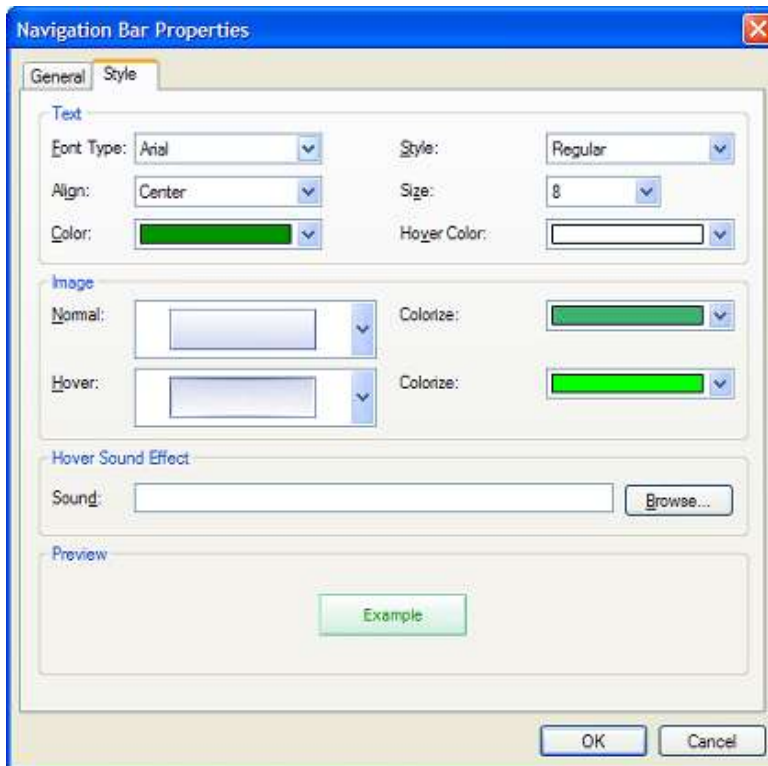 Navigation Bar Properties
General Style
Text
Font Type: Arial Style: Regular
Align: Center Size: 8
Color: Hover Color:
Image
Normal: Colorize:
Hover: Colorize:
Hover Sound Effect
Sound: Browse...
Preview
Example
OK Cancel